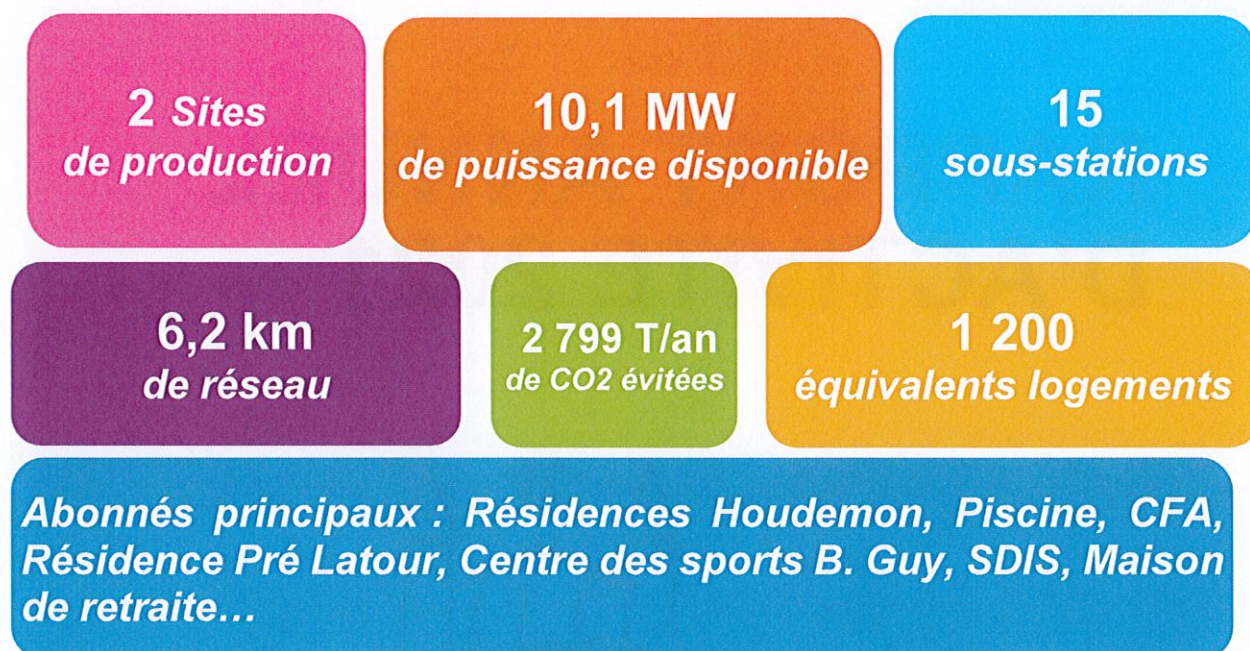 2 Sites
de production
10,1 MW
de puissance disponible
15
sous-stations
6,2 km
de réseau
2 799 T/an
de CO2 évitées
1 200
équivalents logements
Abonnés principaux : Résidences Houdemon, Piscine, CFA,
Résidence Pré Latour, Centre des sports B. Guy, SDIS, Maison
de retraite…